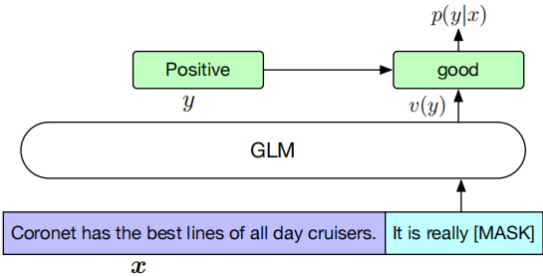 p(y|x)
Positive
good
y
v(y)
GLM
Coronet has the best lines of all day cruisers.
It is really [MASK]
x